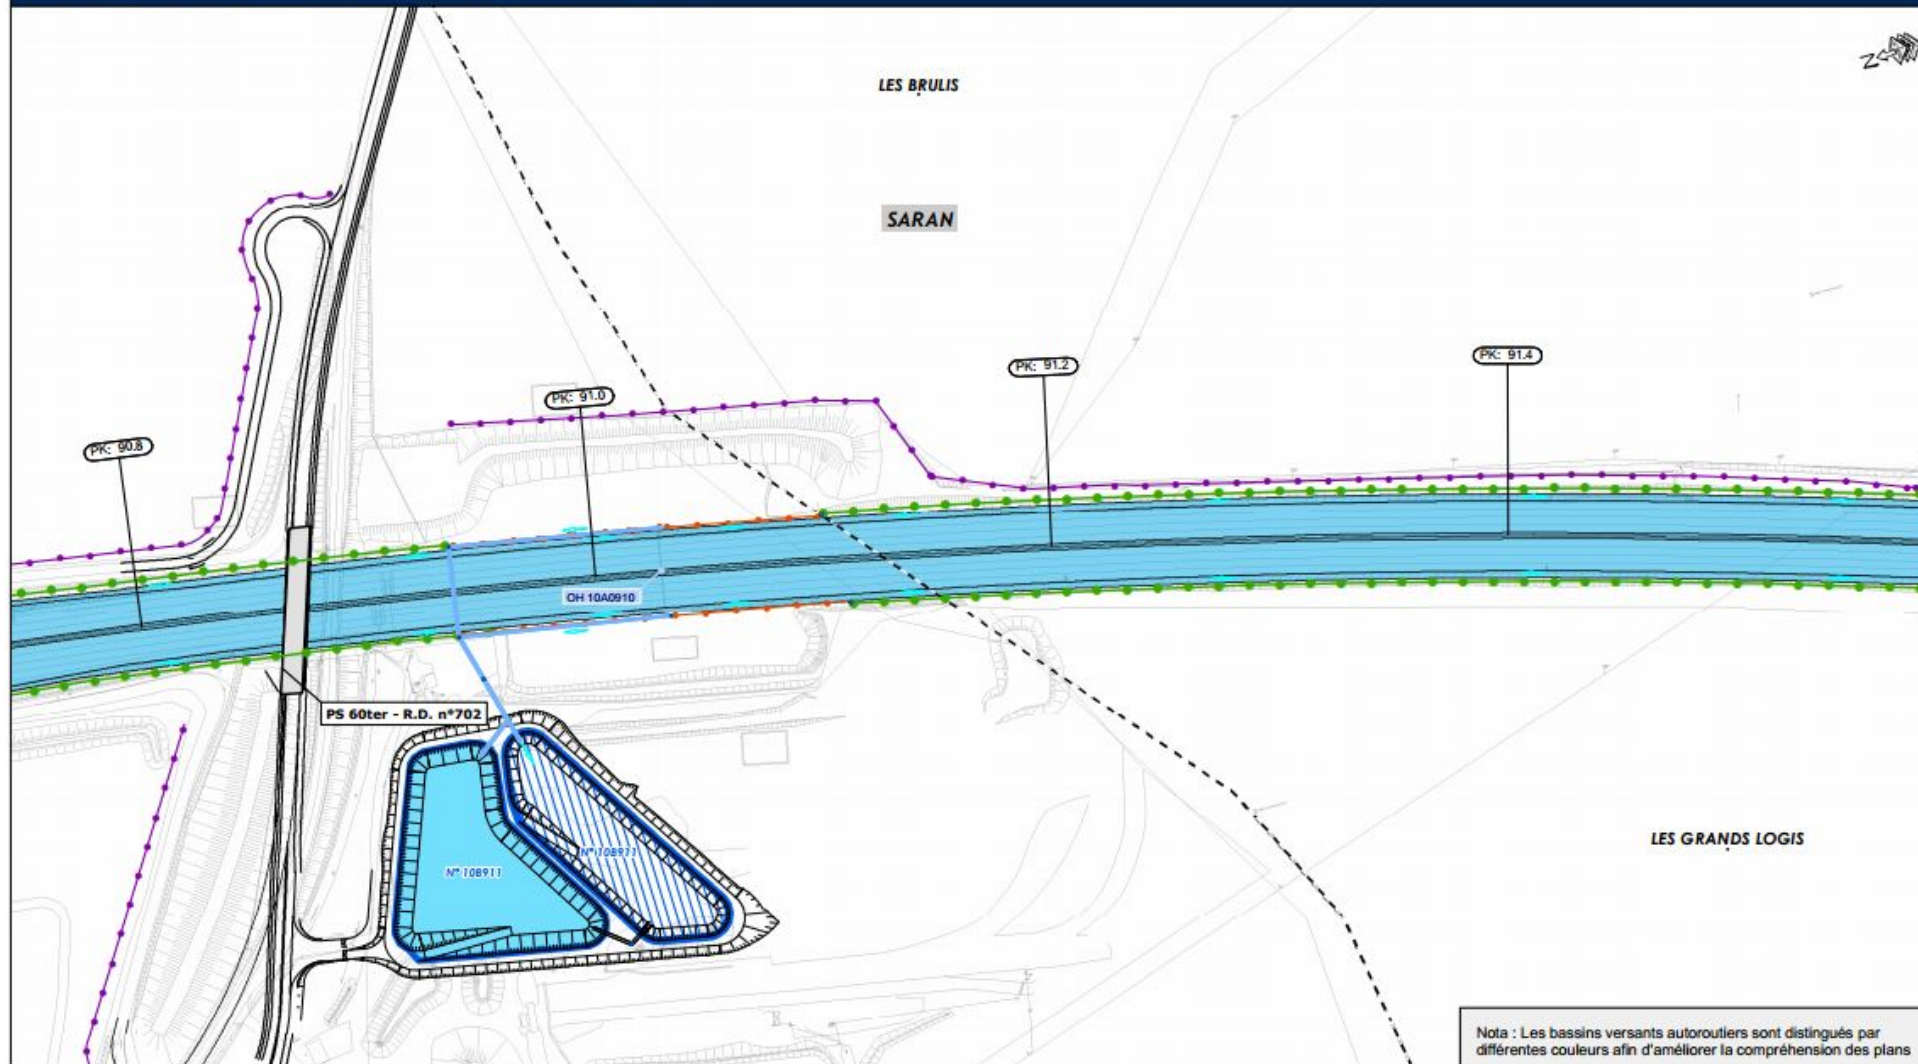 N
LES BRULIS
SARAN
PK: 91.4
PK: 91.2
PK: 91.0
PK: 90.8
OH 10A0910
PS 60ter - R.D. n°702
LES GRANDS LOGIS
N° 10B911
N° 10B911
Nota : Les bassins versants autoroutiers sont distingués par
différentes couleurs afin d'améliorer la compréhension des plans